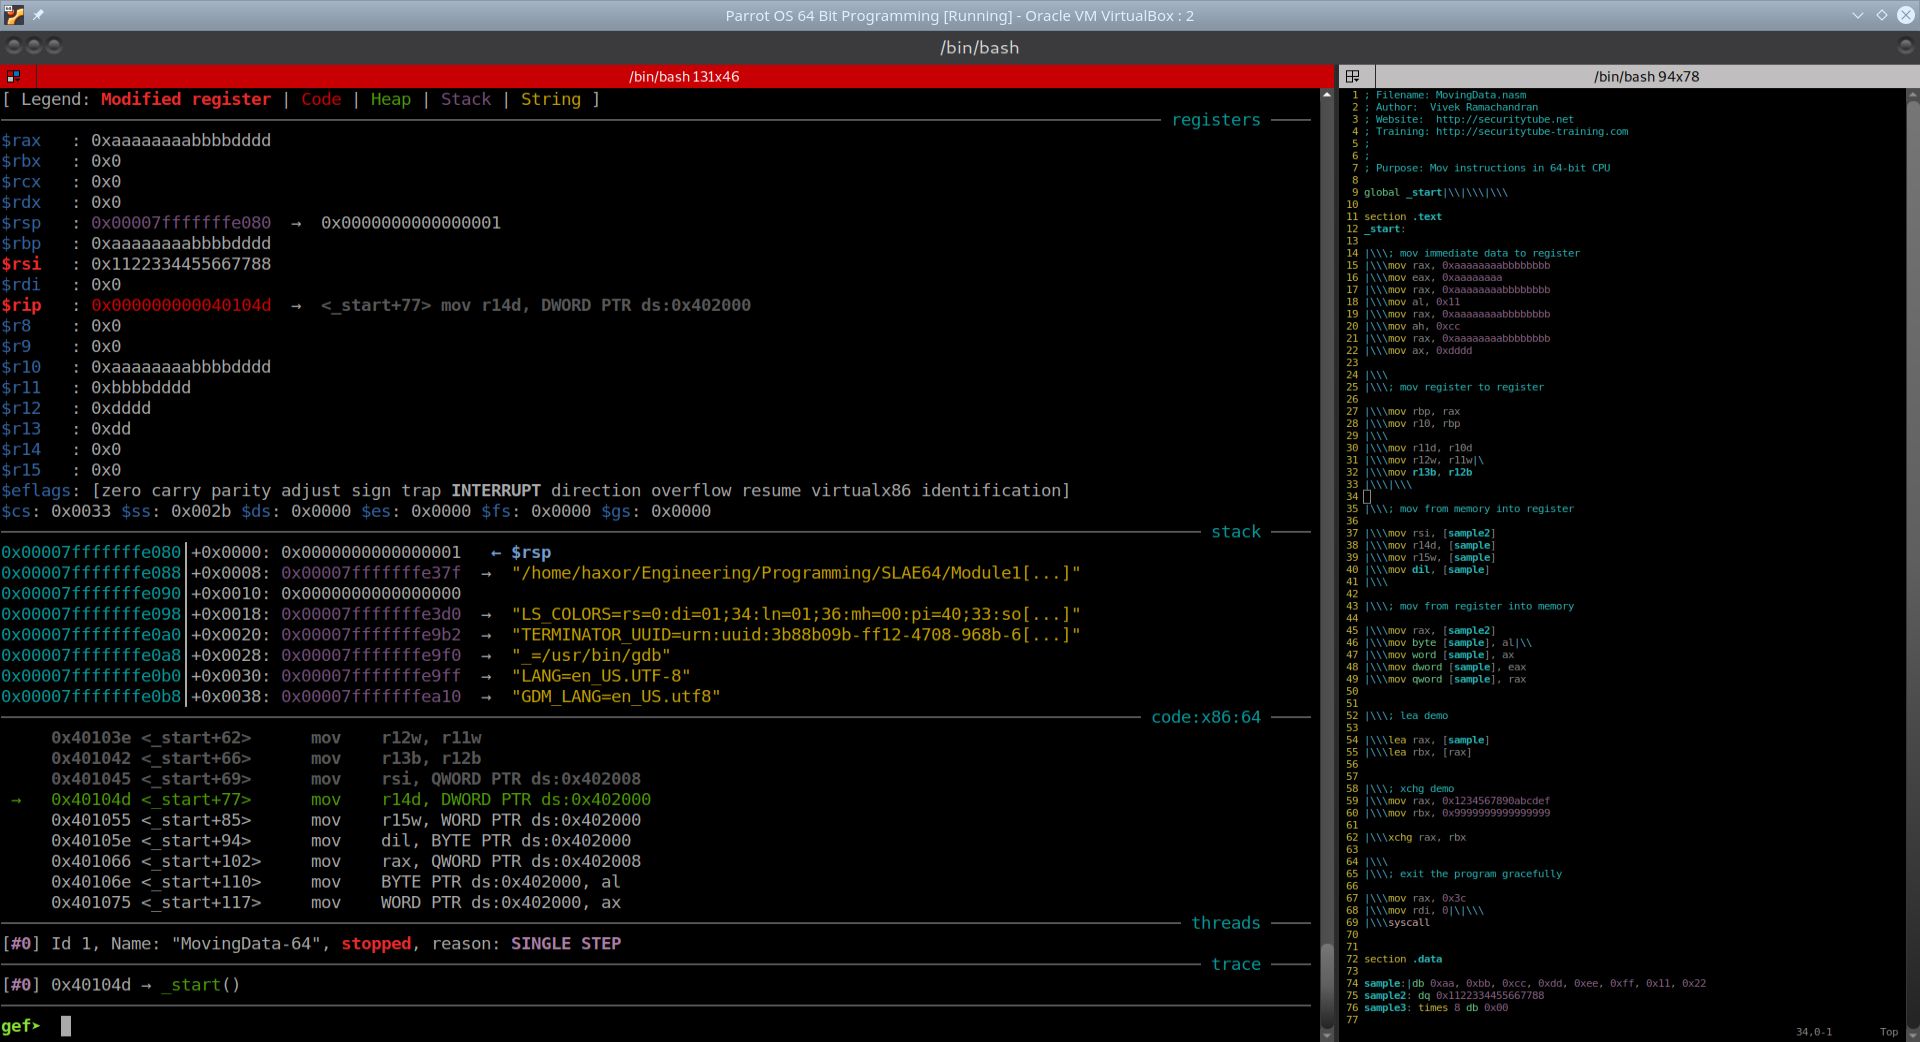 Parrot OS 64 Bit Programming [Running] - Oracle VM VirtualBox : 2
/bin/bash
/bin/bash 131x46
[ Legend: Modified register | Code | Heap | Stack | String ]
registers
$rax   : 0xaaaaaaaabbbbdddd
$rbx   : 0x0
$rcx   : 0x0
$rdx   : 0x0
$rsp   : 0x00007fffffffe080  →  0x0000000000000001
$rbp   : 0xaaaaaaaabbbbdddd
$rsi   : 0x1122334455667788
$rdi   : 0x0
$rip   : 0x000000000040104d  →  <_start+77> mov r14d, DWORD PTR ds:0x402000
$r8    : 0x0
$r9    : 0x0
$r10   : 0xaaaaaaaabbbbdddd
$r11   : 0xbbbbdddd
$r12   : 0xdddd
$r13   : 0xdd
$r14   : 0x0
$r15   : 0x0
$eflags: [zero carry parity adjust sign trap INTERRUPT direction overflow resume virtualx86 identification]
$cs: 0x0033 $ss: 0x002b $ds: 0x0000 $es: 0x0000 $fs: 0x0000 $gs: 0x0000
stack
0x00007fffffffe080│+0x0000: 0x0000000000000001   ← $rsp
0x00007fffffffe088│+0x0008: 0x00007fffffffe37f  →  "/home/haxor/Engineering/Programming/SLAE64/Module1[...]"
0x00007fffffffe090│+0x0010: 0x0000000000000000
0x00007fffffffe098│+0x0018: 0x00007fffffffe3d0  →  "LS_COLORS=rs=0:di=01;34:ln=01;36:mh=00:pi=40;33:so[...]"
0x00007fffffffe0a0│+0x0020: 0x00007fffffffe9b2  →  "TERMINATOR_UUID=urn:uuid:3b88b09b-ff12-4708-968b-6[...]"
0x00007fffffffe0a8│+0x0028: 0x00007fffffffe9f0  →  "_=/usr/bin/gdb"
0x00007fffffffe0b0│+0x0030: 0x00007fffffffe9ff  →  "LANG=en_US.UTF-8"
0x00007fffffffe0b8│+0x0038: 0x00007fffffffea10  →  "GDM_LANG=en_US.utf8"
code:x86:64
0x40103e <_start+62>      mov    r12w, r11w
0x401042 <_start+66>      mov    r13b, r12b
0x401045 <_start+69>      mov    rsi, QWORD PTR ds:0x402008
→   0x40104d <_start+77>      mov    r14d, DWORD PTR ds:0x402000
0x401055 <_start+85>      mov    r15w, WORD PTR ds:0x402000
0x40105e <_start+94>      mov    dil, BYTE PTR ds:0x402000
0x401066 <_start+102>     mov    rax, QWORD PTR ds:0x402008
0x40106e <_start+110>     mov    BYTE PTR ds:0x402000, al
0x401075 <_start+117>     mov    WORD PTR ds:0x402000, ax
threads
[#0] Id 1, Name: "MovingData-64", stopped, reason: SINGLE STEP
trace
[#0] 0x40104d → _start()
gef➤
/bin/bash 94x78
1 ; Filename: MovingData.nasm
2 ; Author:  Vivek Ramachandran
3 ; Website:  http://securitytube.net
4 ; Training: http://securitytube-training.com
5 ;
6 ;
7 ; Purpose: Mov instructions in 64-bit CPU
8
9 global _start|\\|\\\|\\\
10
11 section .text
12 _start:
13
14 |\\\; mov immediate data to register
15 |\\\mov rax, 0xaaaaaaaabbbbbbbb
16 |\\\mov eax, 0xaaaaaaaa
17 |\\\mov rax, 0xaaaaaaaabbbbbbbb
18 |\\\mov al, 0x11
19 |\\\mov rax, 0xaaaaaaaabbbbbbbb
20 |\\\mov ah, 0xcc
21 |\\\mov rax, 0xaaaaaaaabbbbbbbb
22 |\\\mov ax, 0xdddd
23
24 |\\\
25 |\\\; mov register to register
26
27 |\\\mov rbp, rax
28 |\\\mov r10, rbp
29 |\\\
30 |\\\mov r11d, r10d
31 |\\\mov r12w, r11w|\
32 |\\\mov r13b, r12b
33 |\\\|\\\
34
35 |\\\; mov from memory into register
36
37 |\\\mov rsi, [sample2]
38 |\\\mov r14d, [sample]
39 |\\\mov r15w, [sample]
40 |\\\mov dil, [sample]
41 |\\\
42
43 |\\\; mov from register into memory
44
45 |\\\mov rax, [sample2]
46 |\\\mov byte [sample], al|\\
47 |\\\mov word [sample], ax
48 |\\\mov dword [sample], eax
49 |\\\mov qword [sample], rax
50
51
52 |\\\; lea demo
53
54 |\\\lea rax, [sample]
55 |\\\lea rbx, [rax]
56
57
58 |\\\; xchg demo
59 |\\\mov rax, 0x1234567890abcdef
60 |\\\mov rbx, 0x9999999999999999
61
62 |\\\xchg rax, rbx
63
64 |\\\
65 |\\\; exit the program gracefully
66
67 |\\\mov rax, 0x3c
68 |\\\mov rdi, 0|\|\\\
69 |\\\syscall
70
71
72 section .data
73
74 sample:|db 0xaa, 0xbb, 0xcc, 0xdd, 0xee, 0xff, 0x11, 0x22
75 sample2: dq 0x1122334455667788
76 sample3: times 8 db 0x00
77
34,0-1        Top